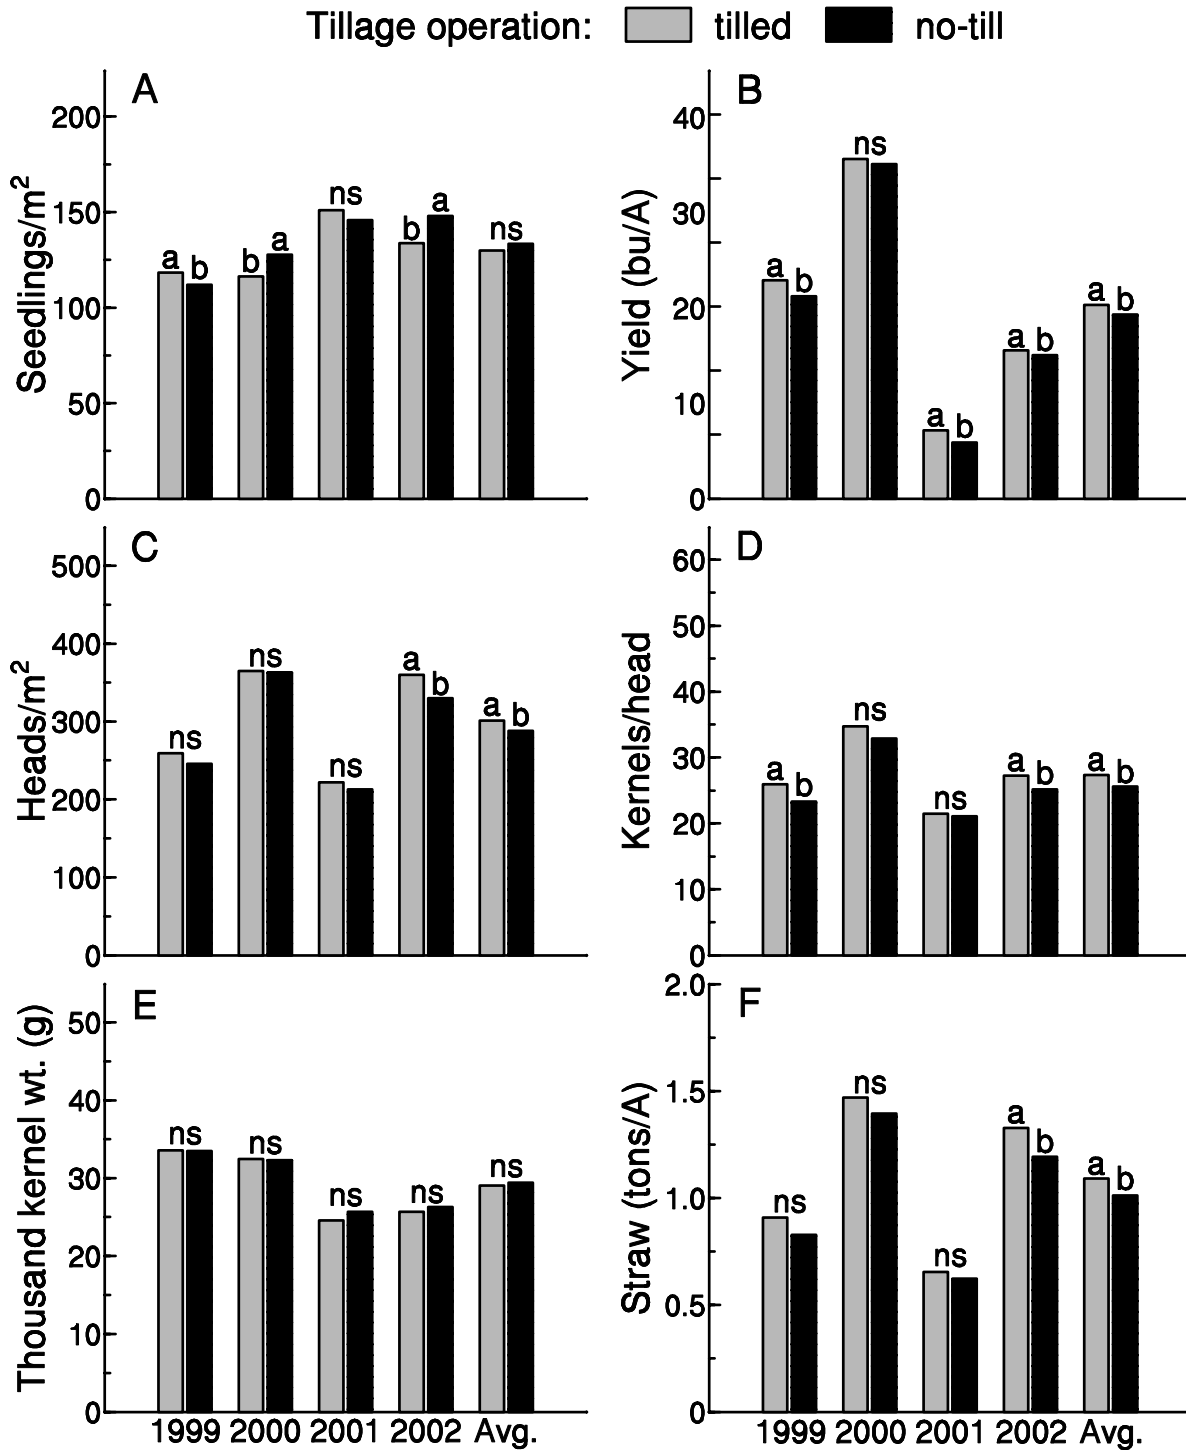 Tillage operation: tilled no-till
A
Seedlings/m²
200
150
100
50
0
a b b a ns b a ns
B
Yield (bu/A)
40
30
20
10
0
a b ns a b a b a b
C
Heads/m²
500
400
300
200
100
0
ns ns ns a b a b
D
Kernels/head
60
50
40
30
20
10
0
a b ns ns a b a b
E
Thousand kernel wt. (g)
50
40
30
20
10
0
ns ns ns ns ns
1999 2000 2001 2002 Avg.
F
Straw (tons/A)
2.0
1.5
1.0
0.5
0
ns ns ns a b a b
1999 2000 2001 2002 Avg.